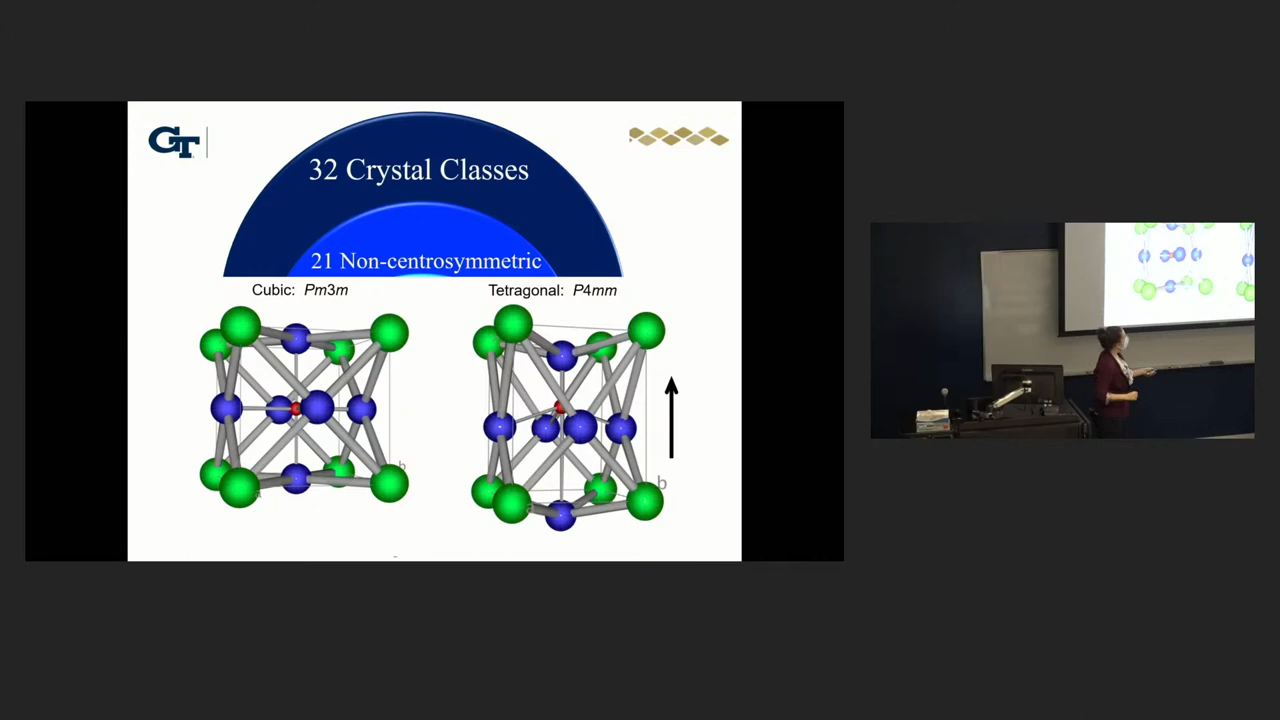 GT
32 Crystal Classes
21 Non-centrosymmetric
Cubic: Pm3m
Tetragonal: P4mm
b
a
b